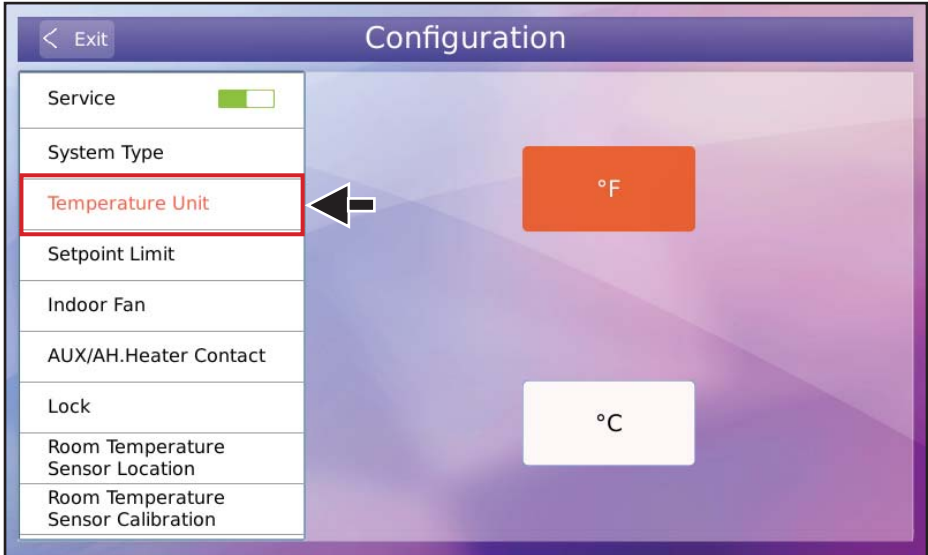 Exit
Configuration
Service
System Type
Temperature Unit
Setpoint Limit
Indoor Fan
AUX/AH.Heater Contact
Lock
Room Temperature
Sensor Location
Room Temperature
Sensor Calibration
°F
°C